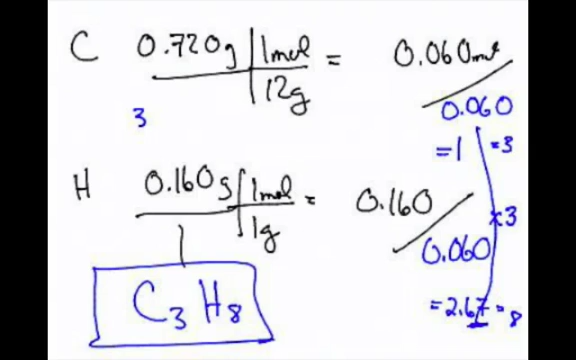 C 0.720g 1mol = 0.060mol
12g 0.060
3 =1 =3
H 0.160g 1mol = 0.160
1g 0.060 x3
=2.67 = 8
C3H8